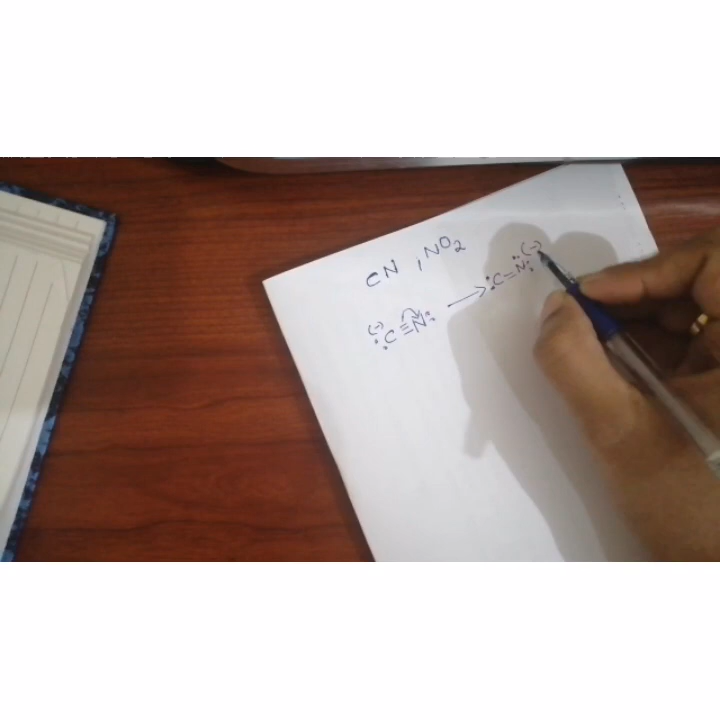 CN , NO2
(-) :C≡N: → :C=N: (-)